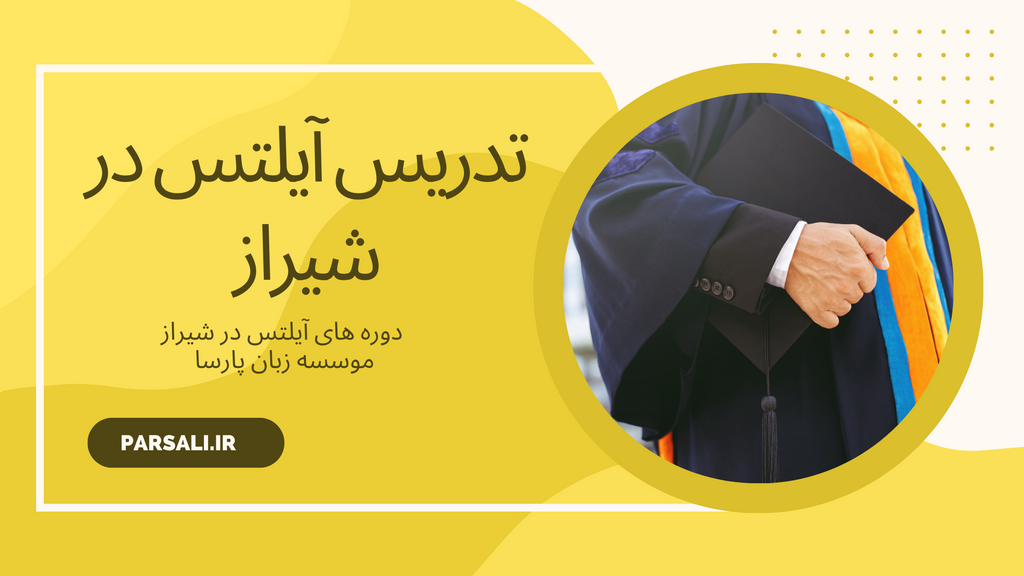 تدریس آیلتس در
شیراز
دوره های آیلتس در شیراز
موسسه زبان پارسا
PARSALI.IR